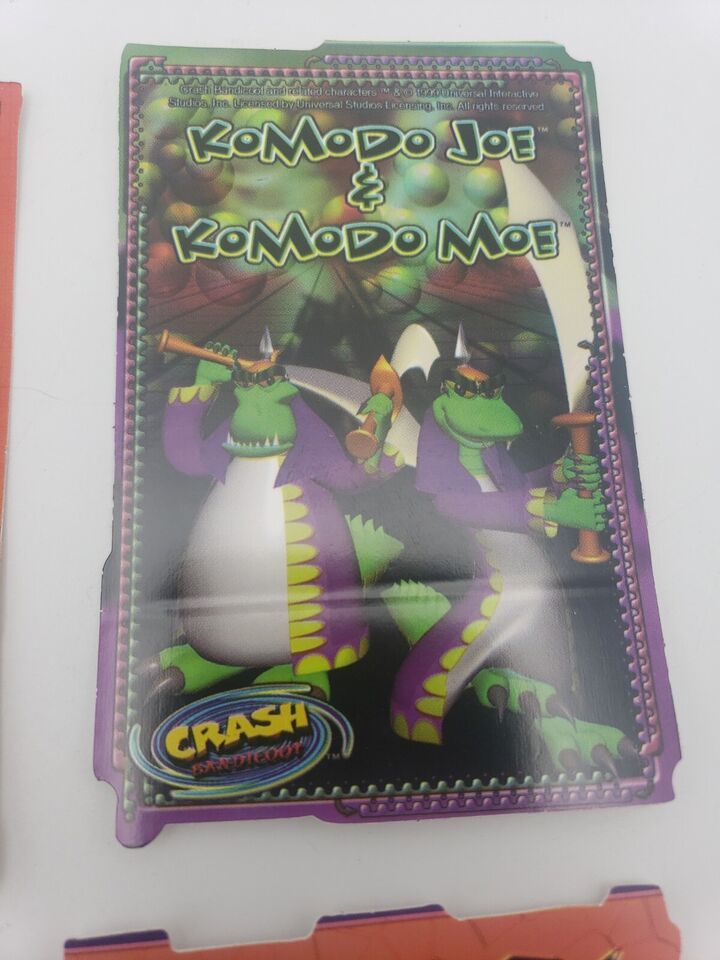 Crash Bandicoot and related characters ™ & © 1999 Universal Interactive
Studios, Inc. Licensed by Universal Studios Licensing, Inc. All rights reserved
KOMODO JOE™
&
KOMODO MOE™
CRASH
BANDICOOT™